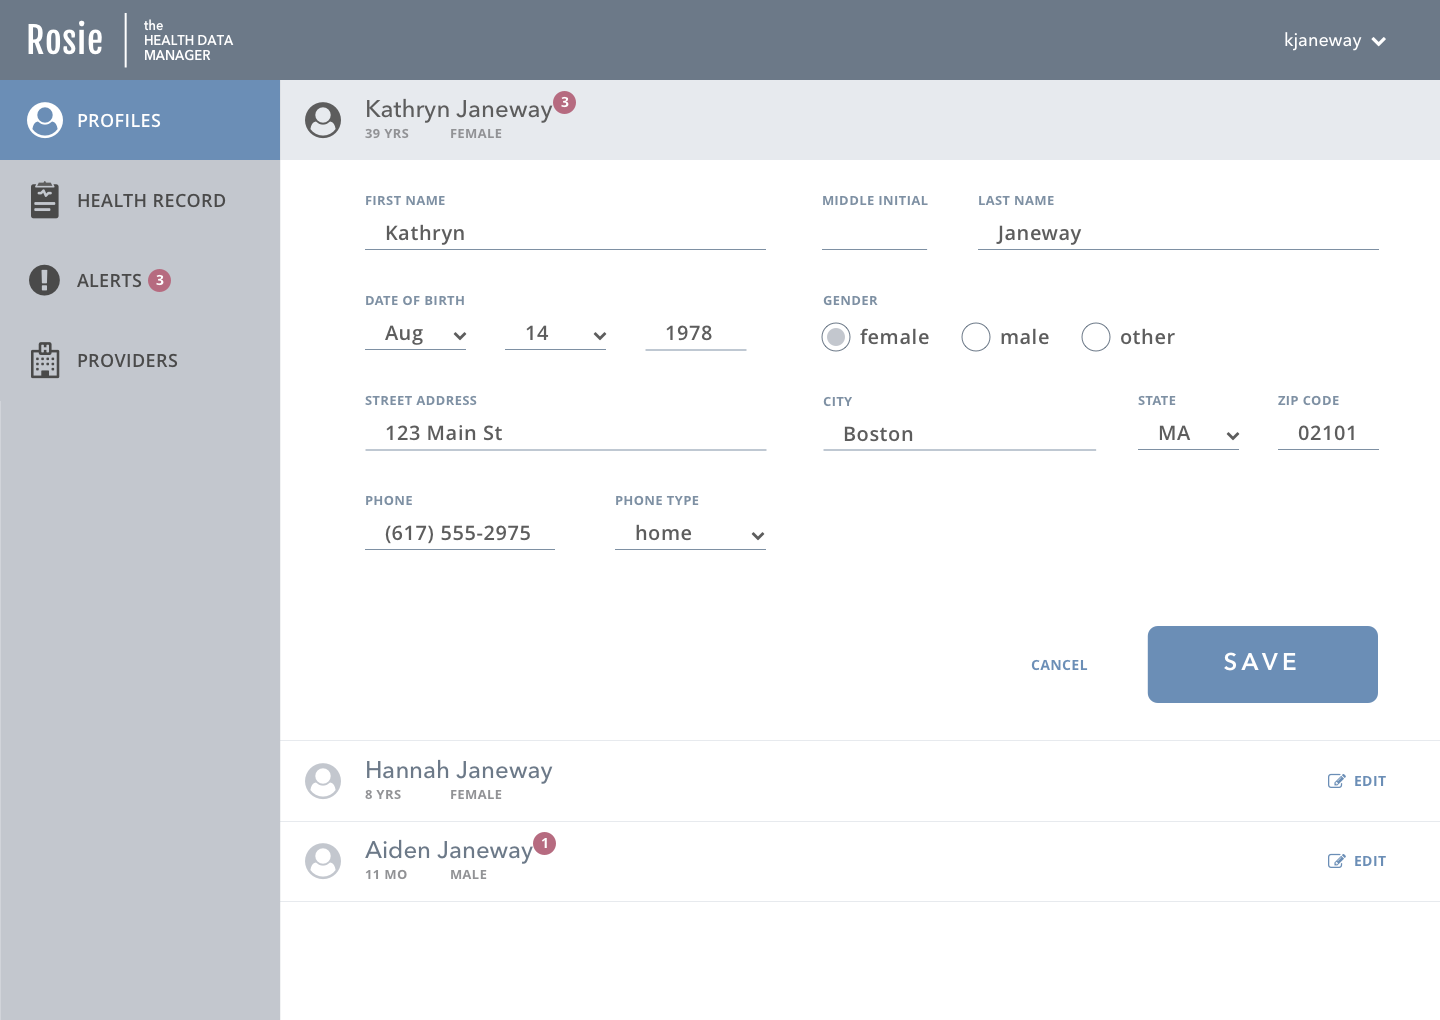 Rosie
the
HEALTH DATA
MANAGER
kjaneway
PROFILES
HEALTH RECORD
ALERTS 3
PROVIDERS
Kathryn Janeway 3
39 YRS FEMALE
FIRST NAME MIDDLE INITIAL LAST NAME
Kathryn Janeway
DATE OF BIRTH GENDER
Aug 14 1978 female male other
STREET ADDRESS CITY STATE ZIP CODE
123 Main St Boston MA 02101
PHONE PHONE TYPE
(617) 555-2975 home
CANCEL SAVE
Hannah Janeway
8 YRS FEMALE
EDIT
Aiden Janeway 1
11 MO MALE
EDIT